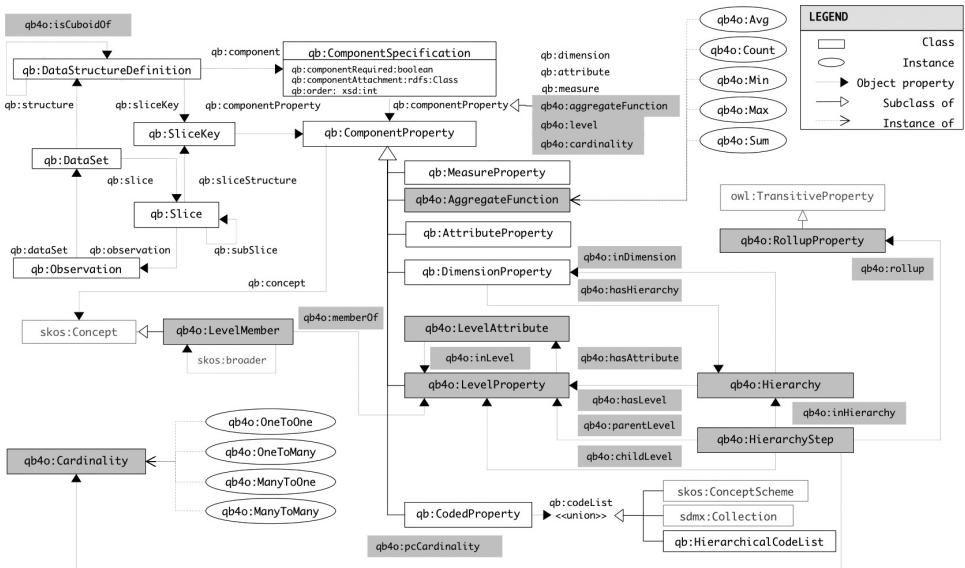 qb4o:isCuboidOf
qb:DataStructureDefinition
qb:component
qb:ComponentSpecification
qb:componentRequired:boolean
qb:componentAttachment:rdfs:Class
qb:order: xsd:int
qb:dimension
qb:attribute
qb:measure
qb4o:aggregateFunction
qb4o:level
qb4o:cardinality
qb4o:Avg
qb4o:Count
qb4o:Min
qb4o:Max
qb4o:Sum
LEGEND
Class
Instance
Object property
Subclass of
Instance of
qb:structure
qb:sliceKey
qb:componentProperty
qb:componentProperty
qb:SliceKey
qb:ComponentProperty
qb:DataSet
qb:slice
qb:sliceStructure
qb:Slice
qb:dataSet
qb:observation
qb:subSlice
qb:Observation
qb:concept
qb:MeasureProperty
qb4o:AggregateFunction
qb:AttributeProperty
qb:DimensionProperty
qb4o:inDimension
qb4o:hasHierarchy
owl:TransitiveProperty
qb4o:RollupProperty
qb4o:rollup
skos:Concept
qb4o:LevelMember
qb4o:memberOf
skos:broader
qb4o:LevelAttribute
qb4o:inLevel
qb4o:hasAttribute
qb4o:LevelProperty
qb4o:hasLevel
qb4o:Hierarchy
qb4o:parentLevel
qb4o:inHierarchy
qb4o:childLevel
qb4o:HierarchyStep
qb4o:Cardinality
qb4o:OneToOne
qb4o:OneToMany
qb4o:ManyToOne
qb4o:ManyToMany
qb:CodedProperty
qb:codeList
<<union>>
skos:ConceptScheme
sdmx:Collection
qb:HierarchicalCodeList
qb4o:pcCardinality